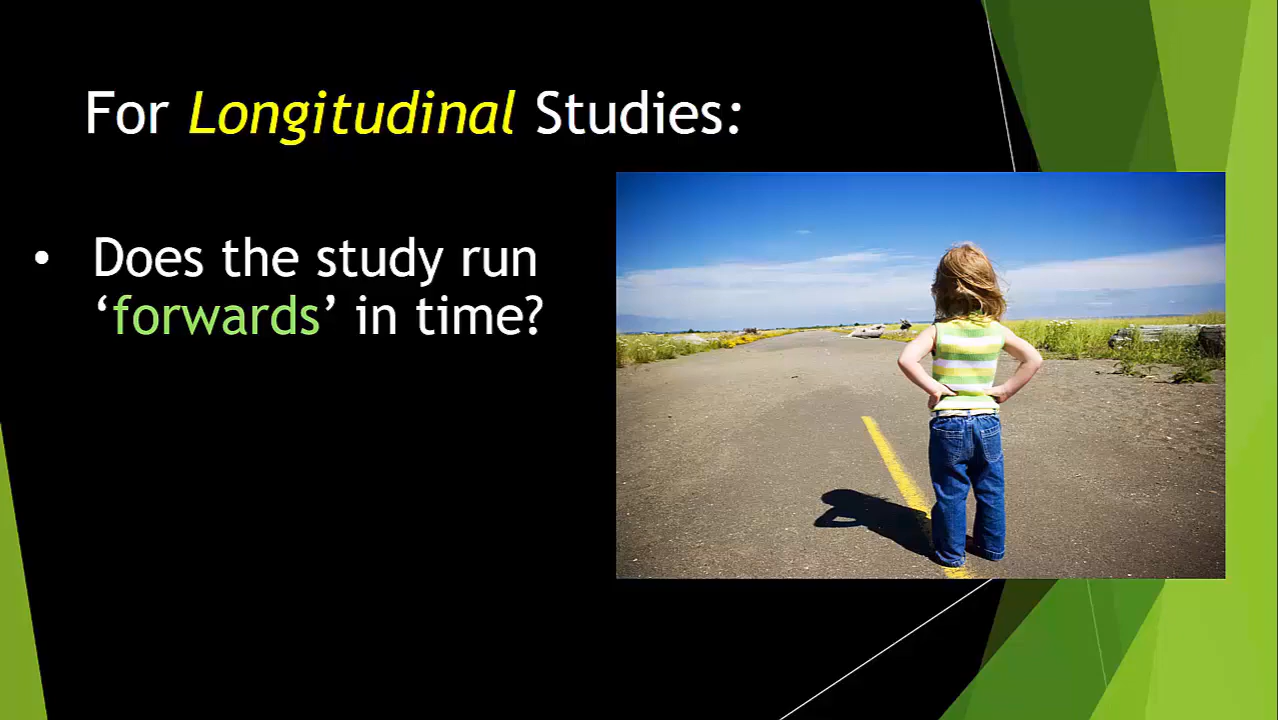 For Longitudinal Studies:
• Does the study run
‘forwards’ in time?